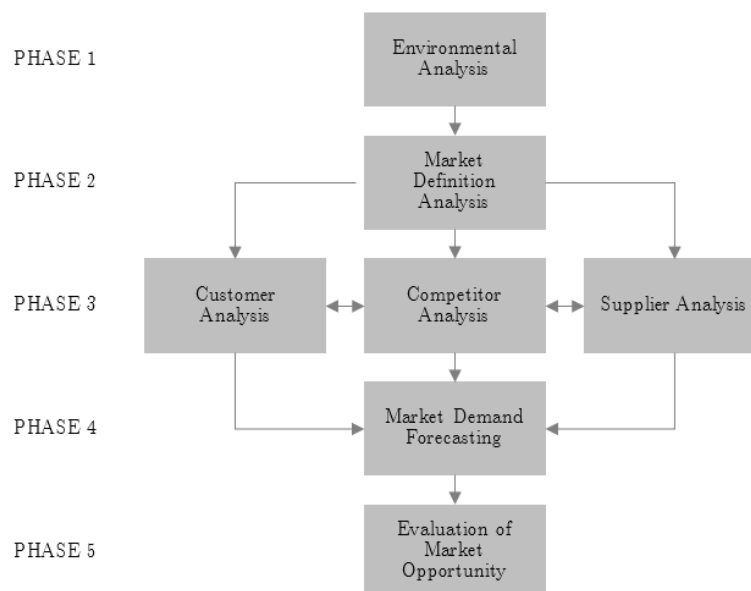 PHASE 1
Environmental
Analysis
PHASE 2
Market
Definition
Analysis
PHASE 3
Customer
Analysis
Competitor
Analysis
Supplier Analysis
PHASE 4
Market Demand
Forecasting
PHASE 5
Evaluation of
Market
Opportunity